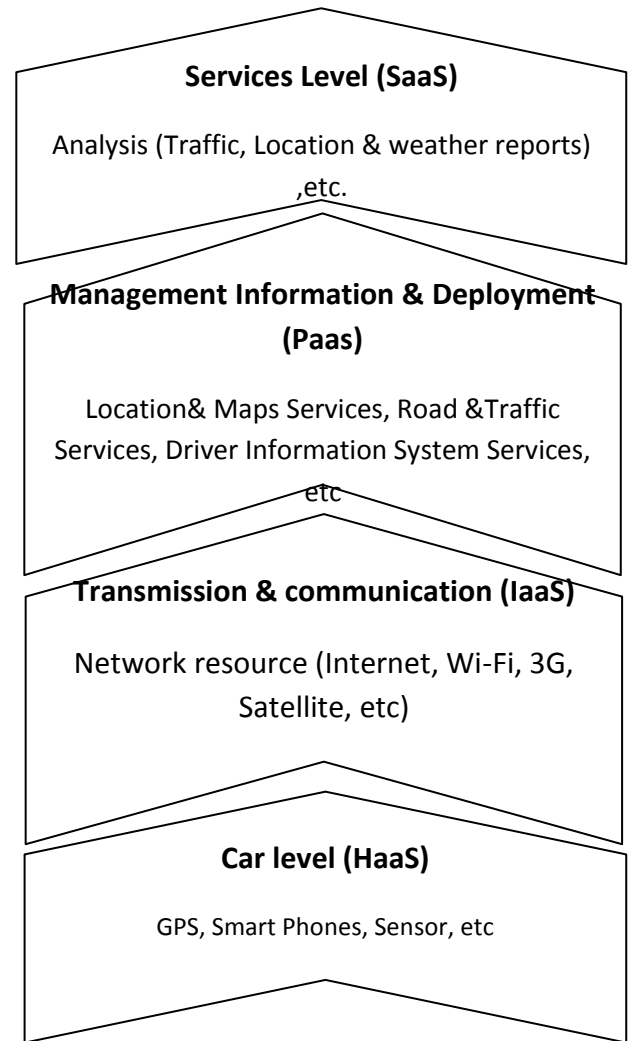 Services Level (SaaS)
Analysis (Traffic, Location & weather reports)
,etc.
Management Information & Deployment
(Paas)
Location& Maps Services, Road &Traffic
Services, Driver Information System Services,
etc
Transmission & communication (IaaS)
Network resource (Internet, Wi-Fi, 3G,
Satellite, etc)
Car level (HaaS)
GPS, Smart Phones, Sensor, etc